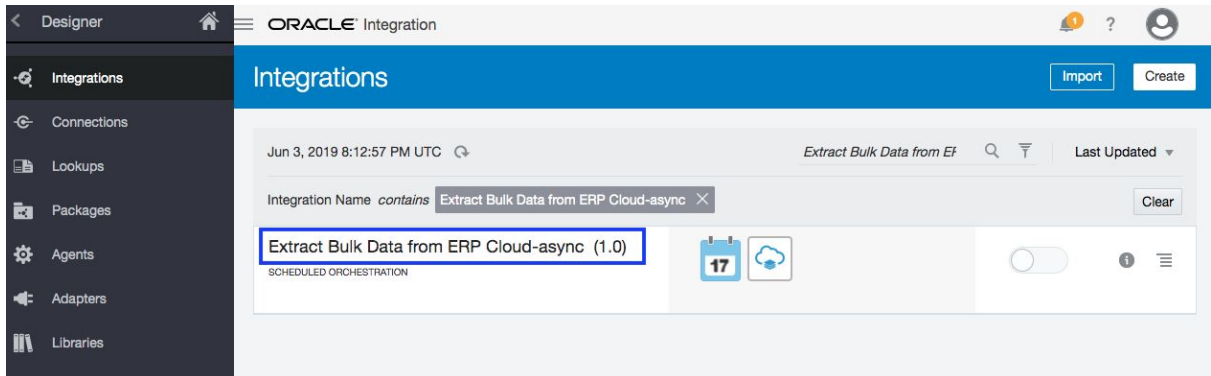 Designer
ORACLE Integration
1
?
Integrations
Integrations
Import
Create
Connections
Jun 3, 2019 8:12:57 PM UTC
Extract Bulk Data from EF
Last Updated
Lookups
Integration Name contains Extract Bulk Data from ERP Cloud-async
Clear
Packages
Extract Bulk Data from ERP Cloud-async (1.0)
17
Agents
SCHEDULED ORCHESTRATION
Adapters
Libraries